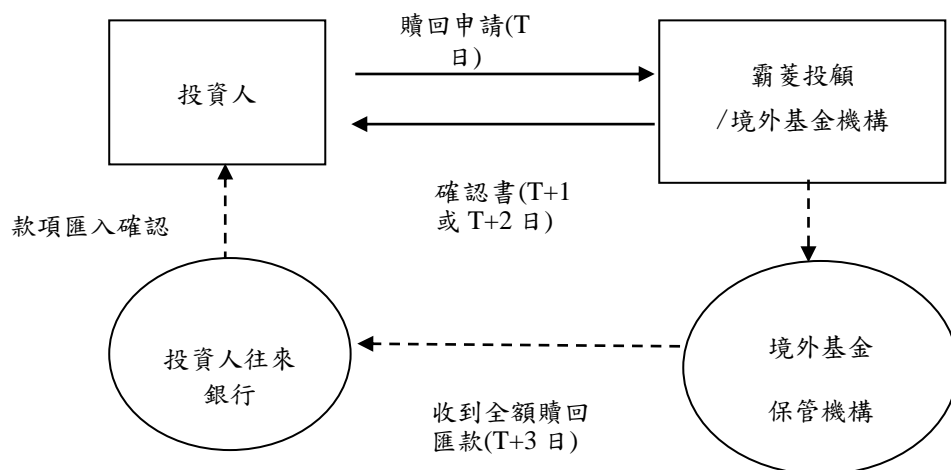 贖回申請(T
日)
投資人
霸菱投顧
/境外基金機構
確認書(T+1
或 T+2 日)
款項匯入確認
投資人往來
銀行
境外基金
保管機構
收到全額贖回
匯款(T+3 日)